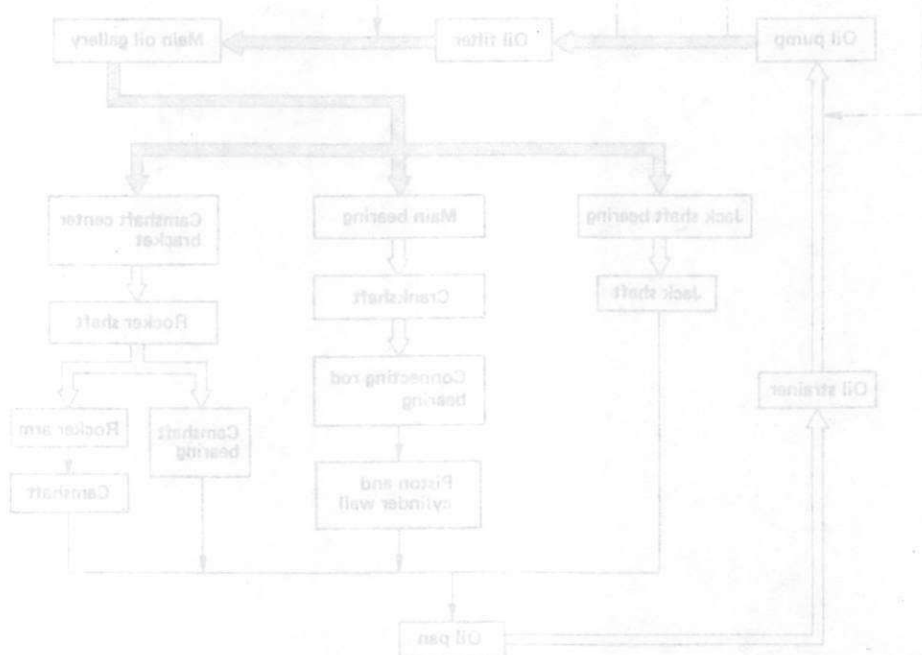 Oil pump
Oil filter
Main oil gallery
Jack shaft bearing
Main bearing
Camshaft center
bracket
Jack shaft
Crankshaft
Rocker shaft
Connecting rod
bearing
Oil strainer
Camshaft
bearing
Rocker arm
Piston and
cylinder wall
Camshaft
Oil pan